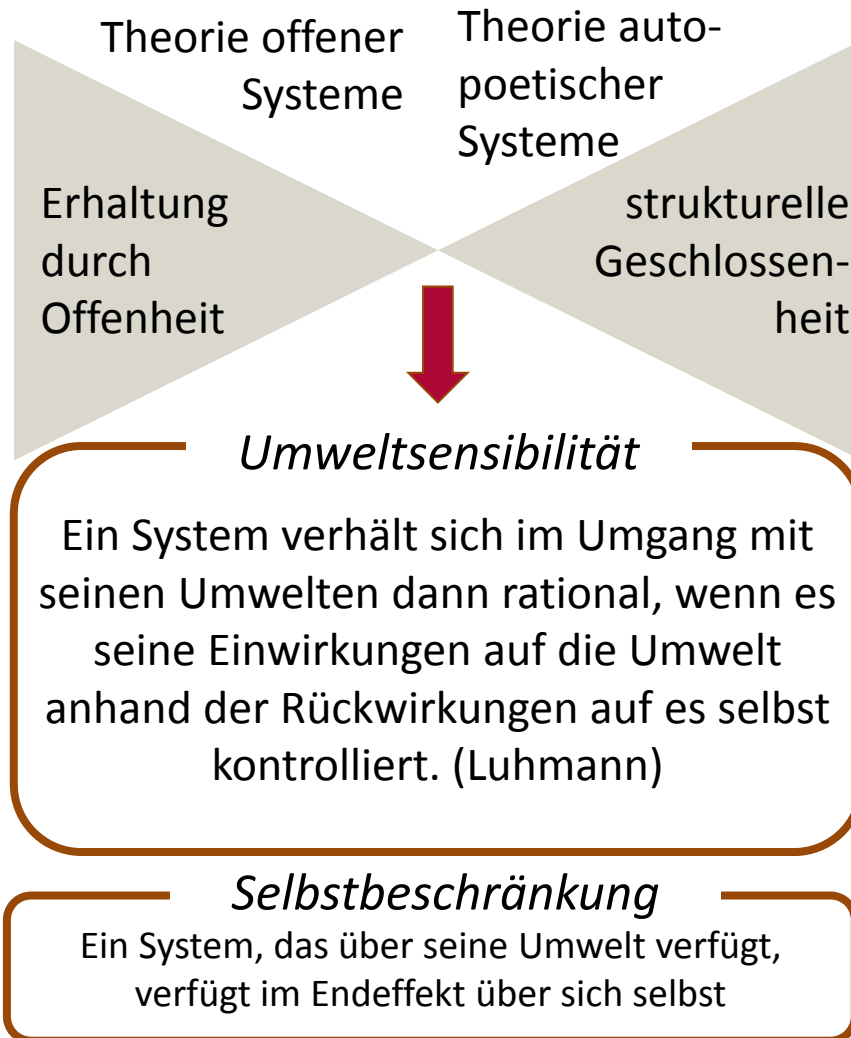 Theorie offener
Systeme
Theorie auto-
poetischer
Systeme
Erhaltung
durch
Offenheit
strukturelle
Geschlossen-
heit
Umweltsensibilität
Ein System verhält sich im Umgang mit
seinen Umwelten dann rational, wenn es
seine Einwirkungen auf die Umwelt
anhand der Rückwirkungen auf es selbst
kontrolliert. (Luhmann)
Selbstbeschränkung
Ein System, das über seine Umwelt verfügt,
verfügt im Endeffekt über sich selbst